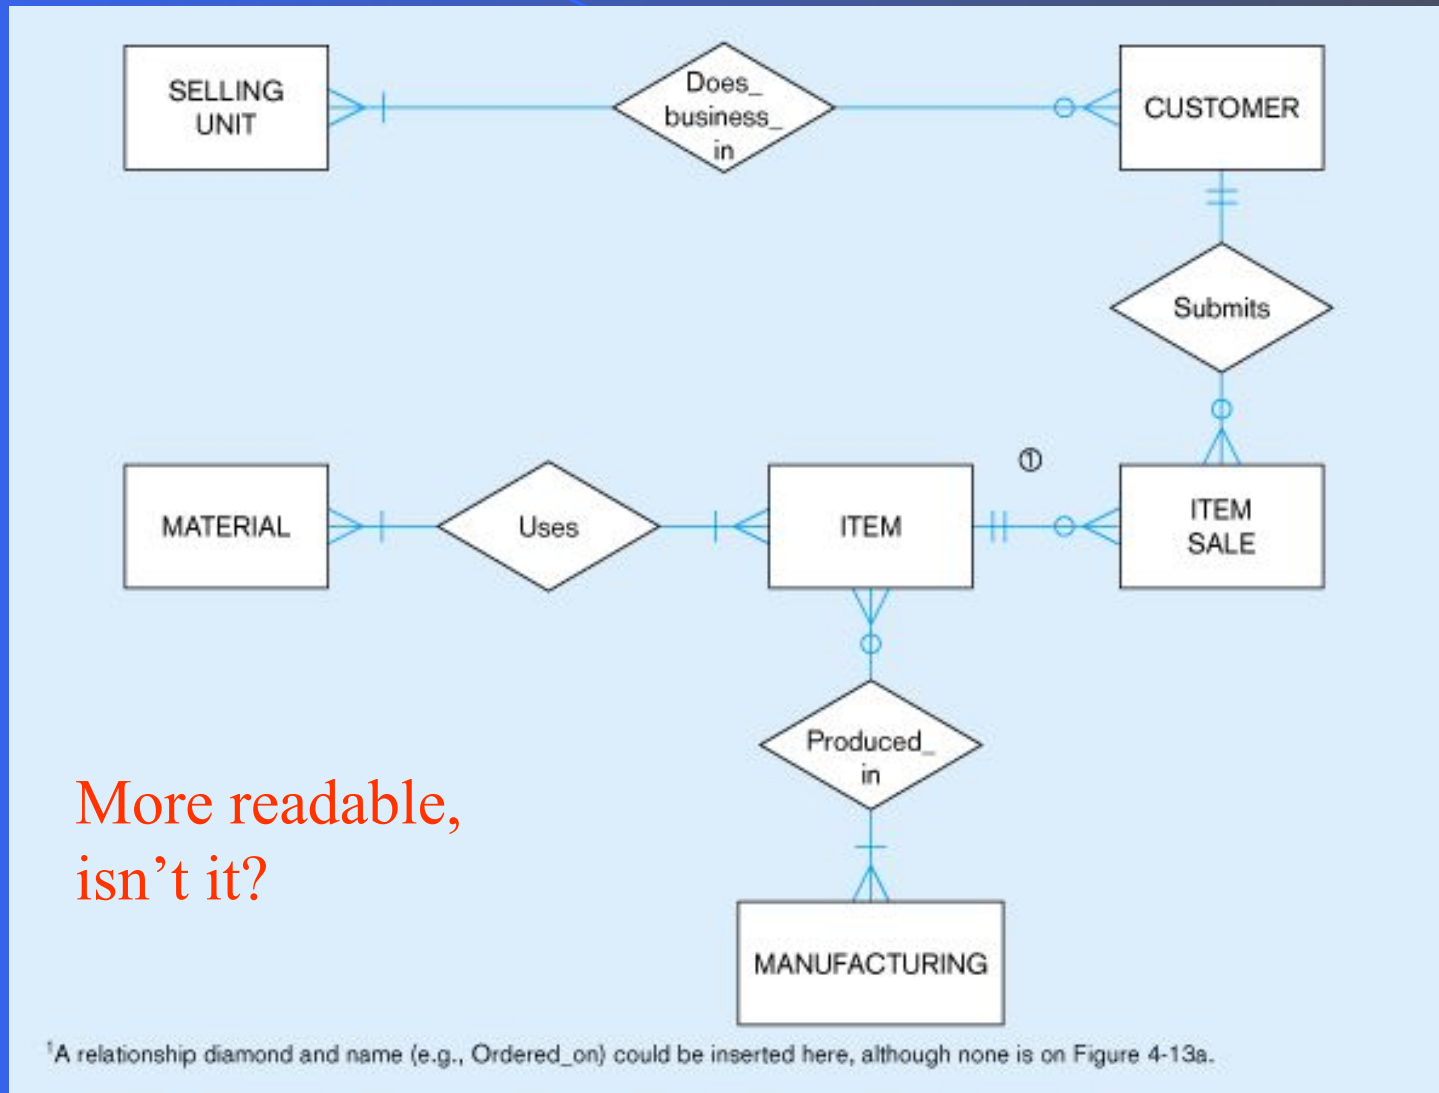 SELLING
UNIT
Does_
business_
in
CUSTOMER
Submits
MATERIAL
Uses
ITEM
①
ITEM
SALE
Produced_
in
More readable,
isn’t it?
MANUFACTURING
¹A relationship diamond and name (e.g., Ordered_on) could be inserted here, although none is on Figure 4-13a.